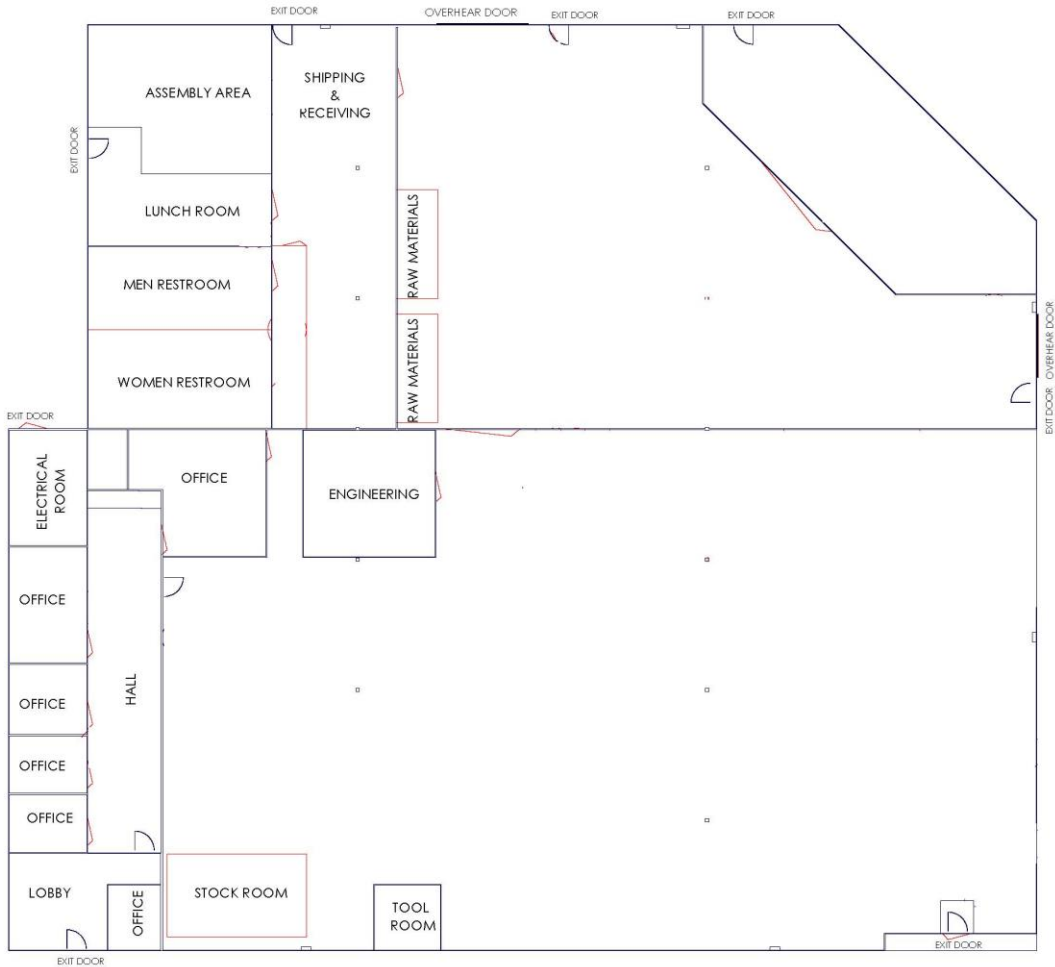 EXIT DOOR
OVERHEAR DOOR
EXIT DOOR
EXIT DOOR
ASSEMBLY AREA
SHIPPING
&
RECEIVING
EXIT DOOR
LUNCH ROOM
RAW MATERIALS
MEN RESTROOM
OVERHEAR DOOR
RAW MATERIALS
WOMEN RESTROOM
EXIT DOOR
EXIT DOOR
ELECTRICAL
ROOM
OFFICE
ENGINEERING
OFFICE
HALL
OFFICE
OFFICE
OFFICE
LOBBY
OFFICE
STOCK ROOM
TOOL
ROOM
EXIT DOOR
EXIT DOOR